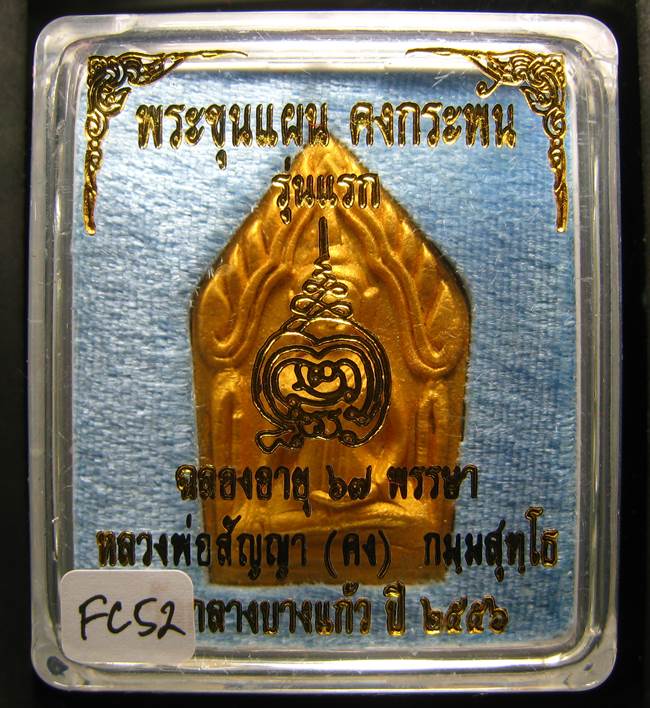 พระขุนแผน คงกระพัน
รุ่นแรก
ฉลองอายุ ๖๗ พรรษา
หลวงพ่อสัญญา (คง) กมฺมสุทฺโธ
กลางบางแก้ว ปี ๒๕๕๖
FC52